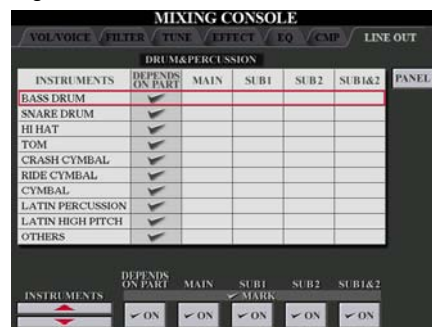 MIXING CONSOLE
VOL/VOICE FILTER TUNE EFFECT EQ CMP LINE OUT
DRUM&PERCUSSION
INSTRUMENTS DEPENDS ON PART MAIN SUB1 SUB2 SUB1&2 PANEL
BASS DRUM
SNARE DRUM
HI HAT
TOM
CRASH CYMBAL
RIDE CYMBAL
CYMBAL
LATIN PERCUSSION
LATIN HIGH PITCH
OTHERS
INSTRUMENTS DEPENDS ON PART MAIN SUB1 SUB2 SUB1&2
✓ MARK
✓ ON ✓ ON ✓ ON ✓ ON ✓ ON